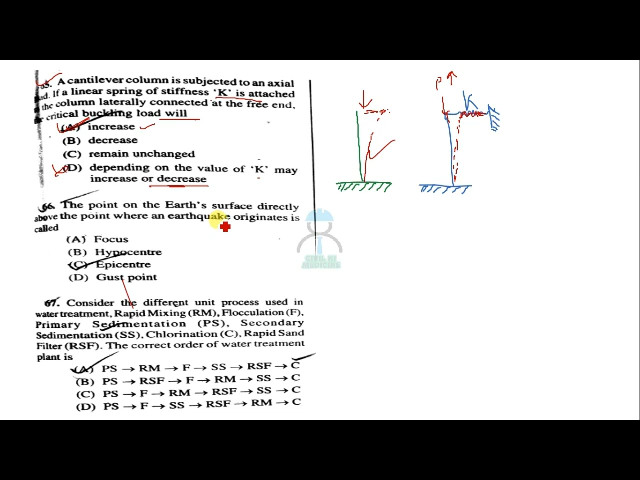 65. A cantilever column is subjected to an axial
load. If a linear spring of stiffness 'K' is attached
the column laterally connected at the free end,
critical buckling load will
(A) increase
(B) decrease
(C) remain unchanged
(D) depending on the value of 'K' may
increase or decrease
66. The point on the Earth's surface directly
above the point where an earthquake originates is
called
(A) Focus
(B) Hypocentre
(C) Epicentre
(D) Gust point
67. Consider the different unit process used in
water treatment, Rapid Mixing (RM), Flocculation (F),
Primary Sedimentation (PS), Secondary
Sedimentation (SS), Chlorination (C), Rapid Sand
Filter (RSF). The correct order of water treatment
plant is
(A) PS → RM → F → SS → RSF → C
(B) PS → RSF → F → RM → SS → C
(C) PS → F → RM → RSF → SS → C
(D) PS → F → SS → RSF → RM → C
P
K
CIVIL BY